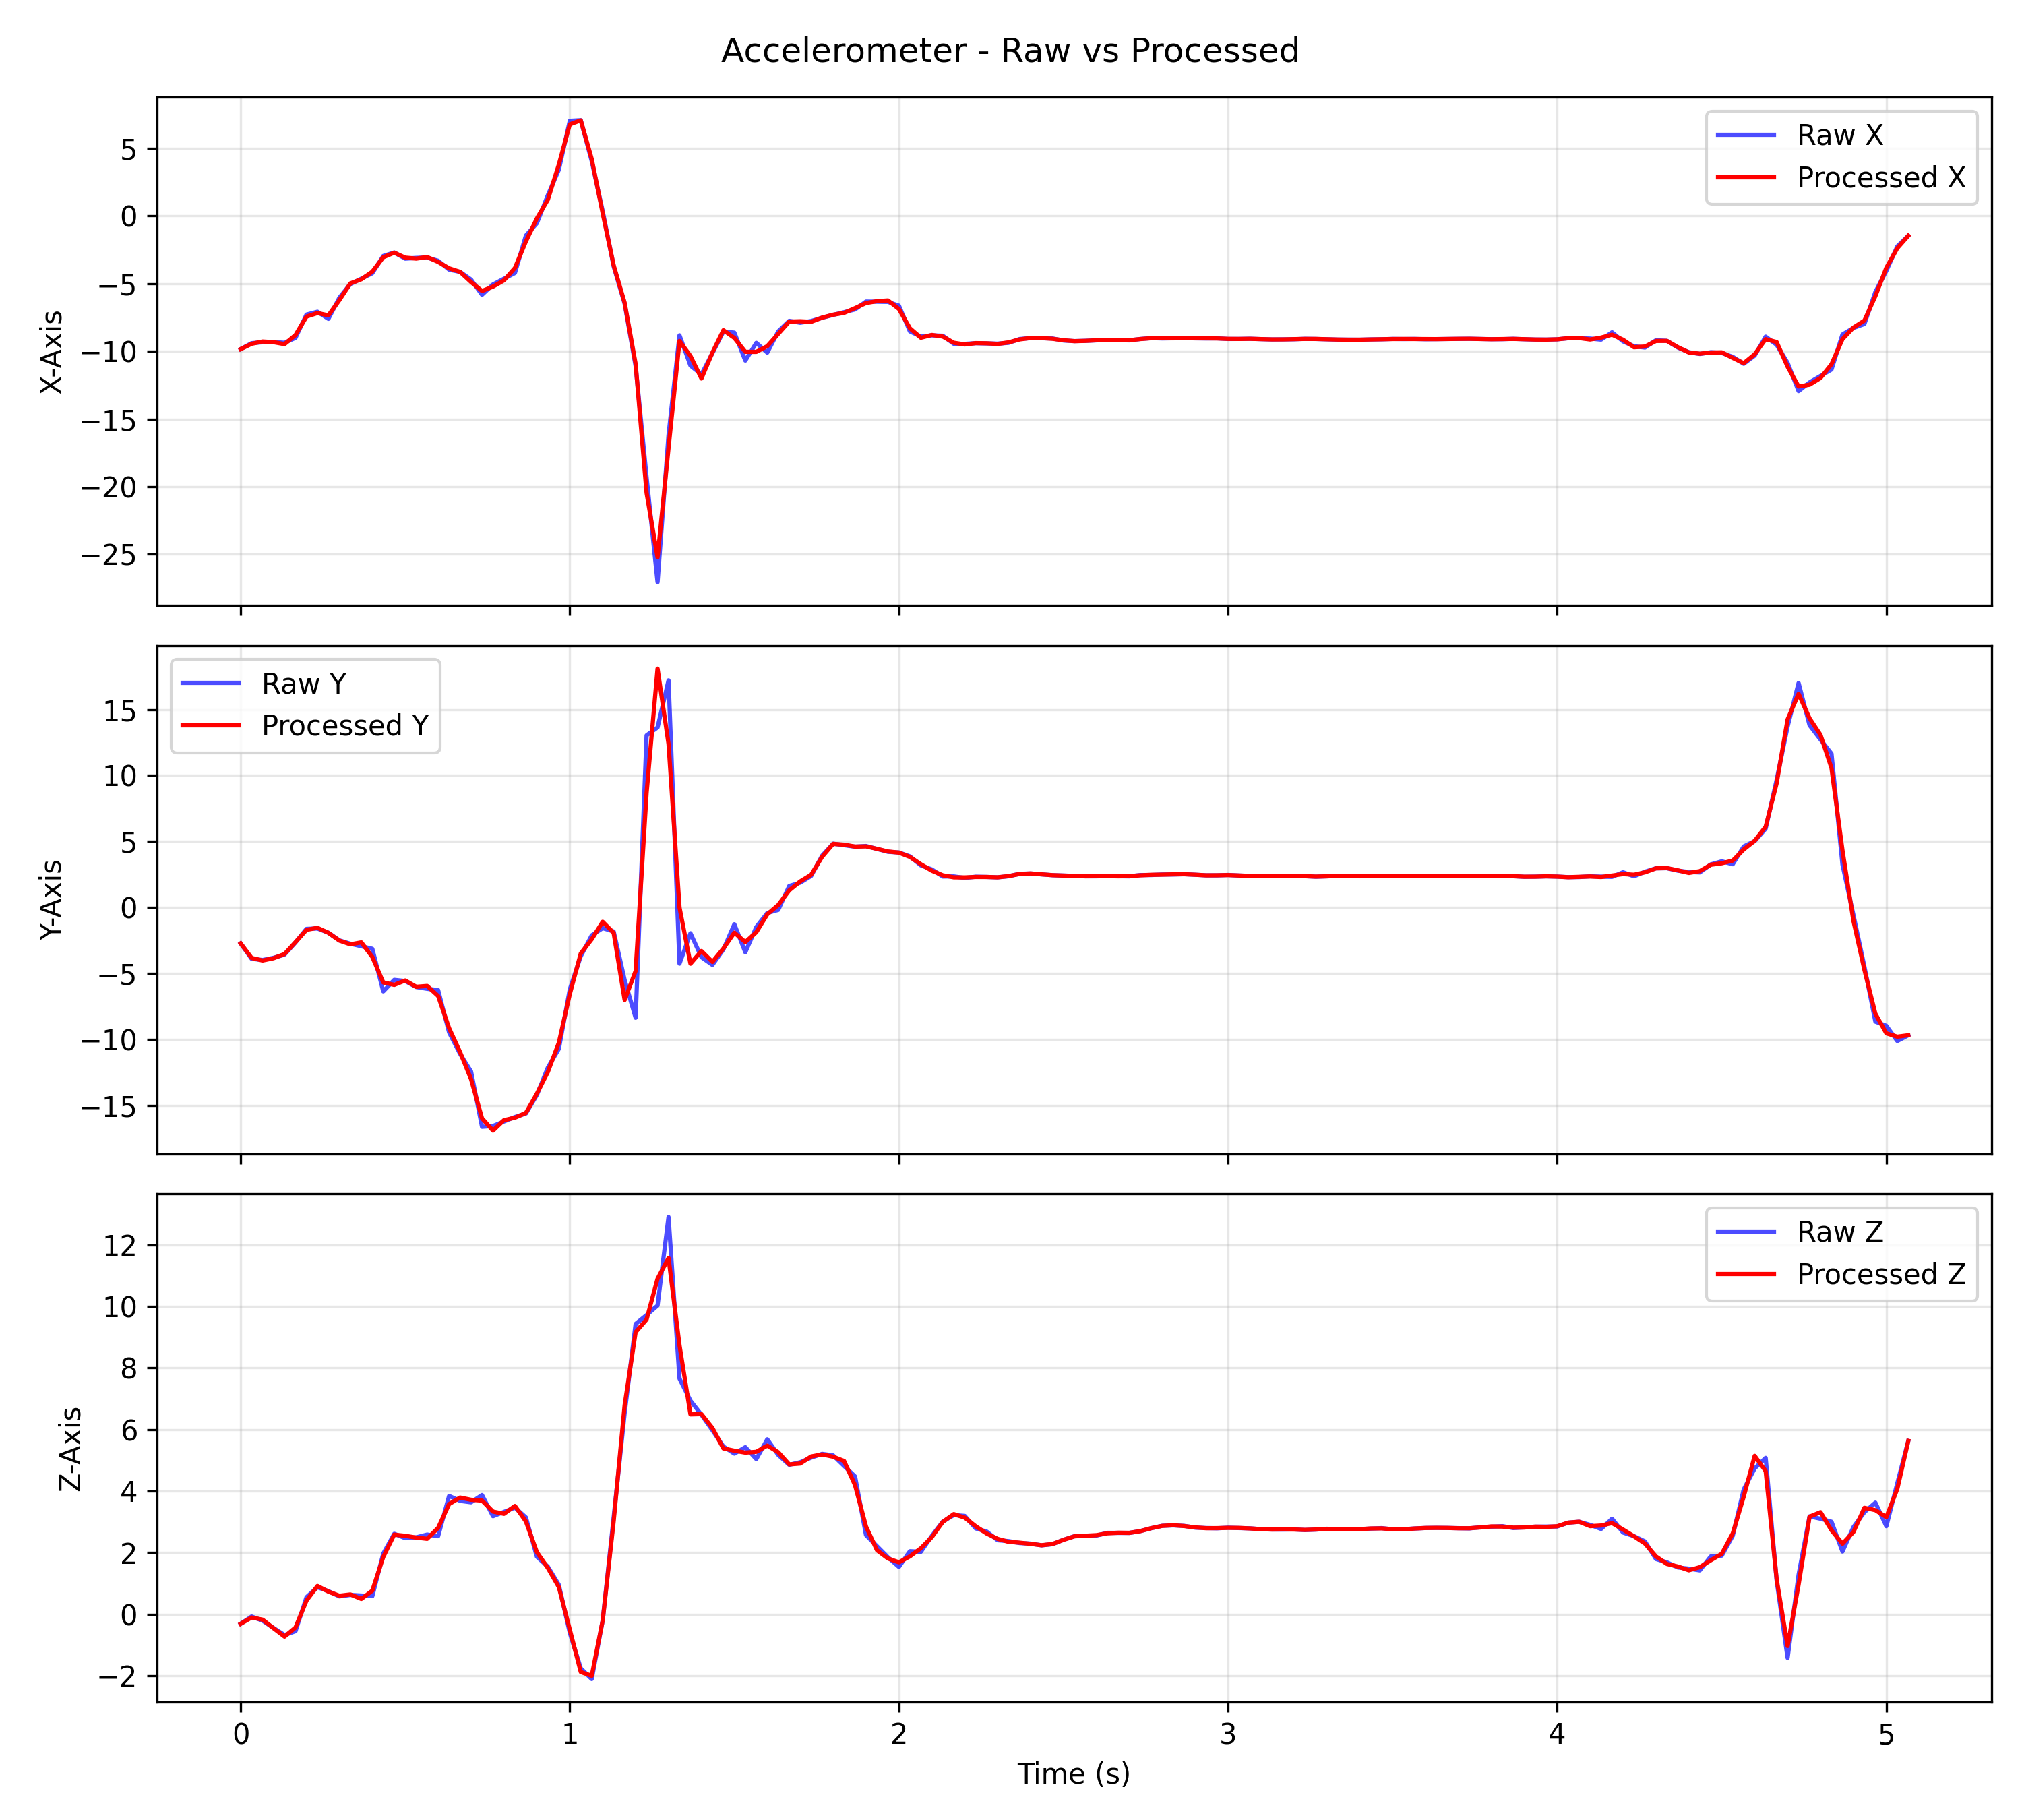 Accelerometer - Raw vs Processed
X-Axis
5
0
−5
−10
−15
−20
−25
Raw X
Processed X
Y-Axis
15
10
5
0
−5
−10
−15
Raw Y
Processed Y
Z-Axis
12
10
8
6
4
2
0
−2
Raw Z
Processed Z
0 1 2 3 4 5
Time (s)